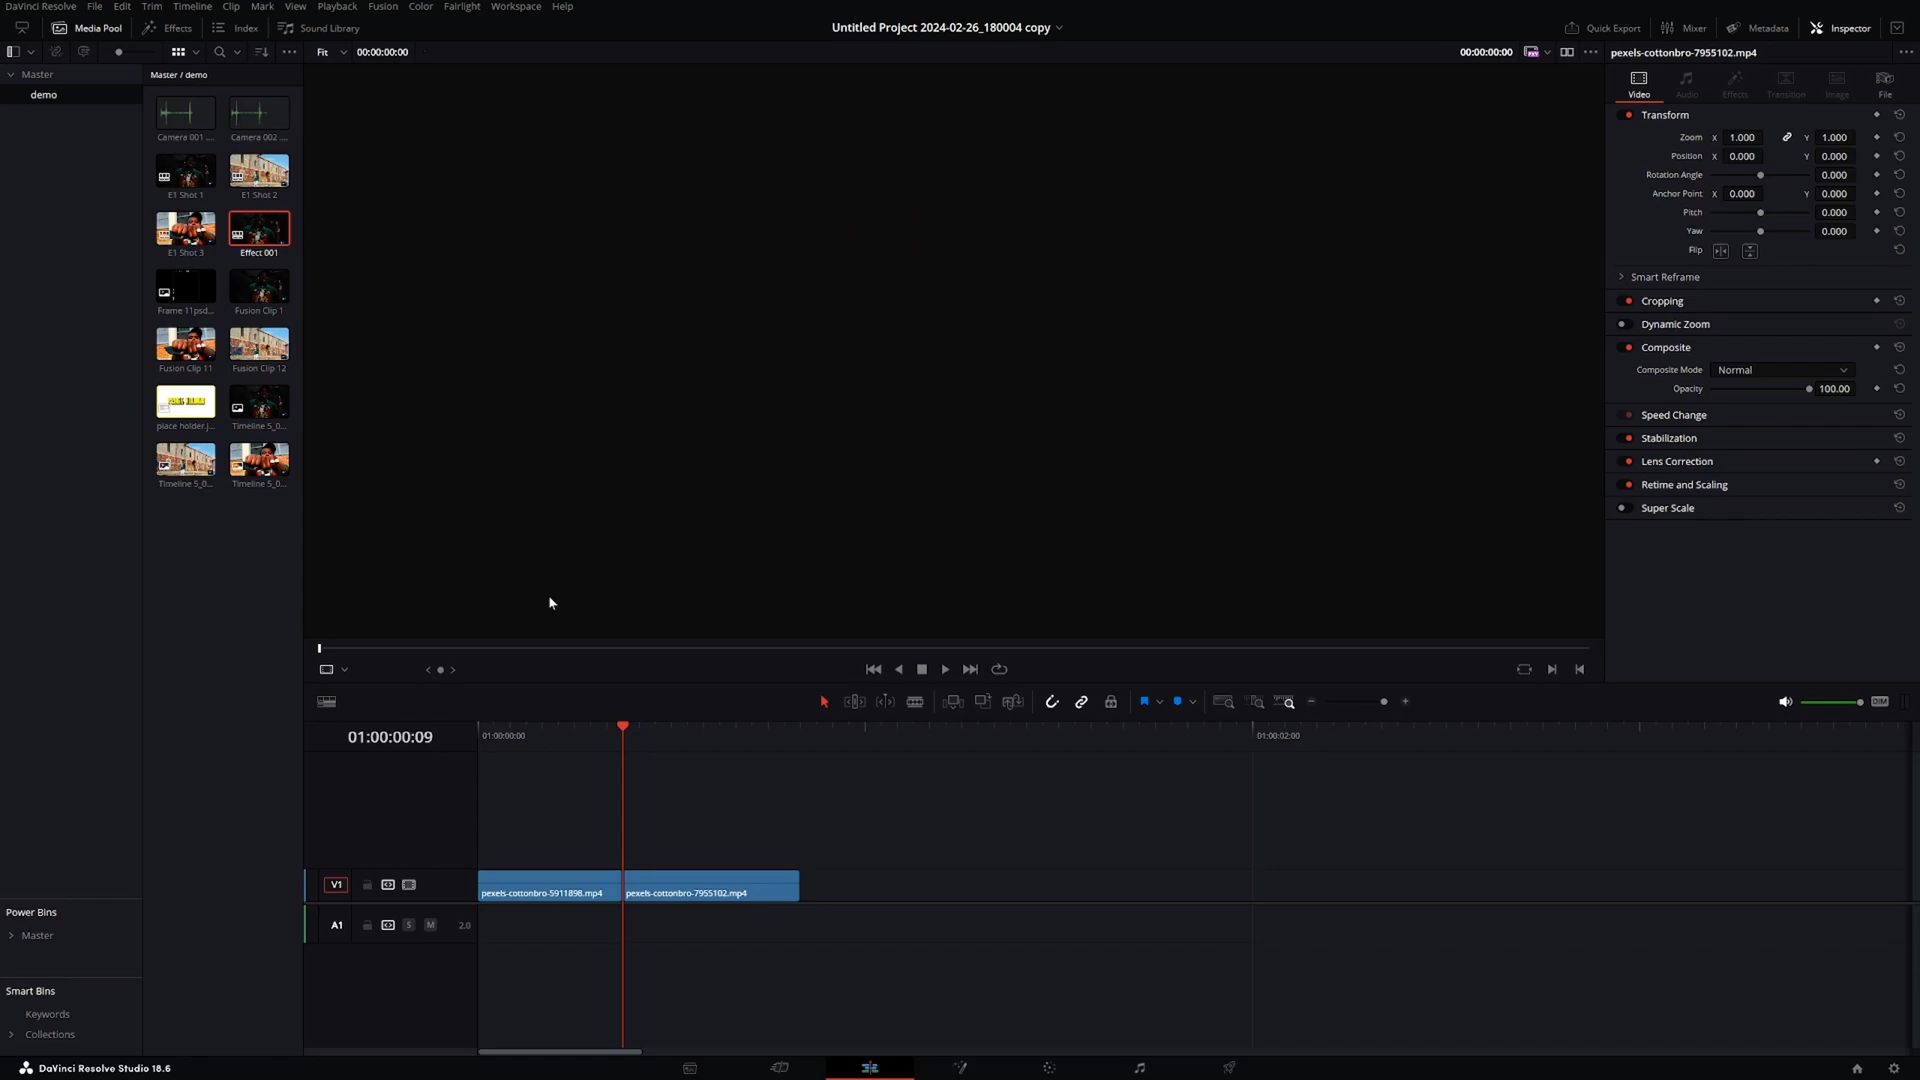 DaVinci Resolve File Edit Trim Timeline Clip Mark View Playback Fusion Color Fairlight Workspace Help
Media Pool Effects Index Sound Library
Untitled Project 2024-02-26_180004 copy
Quick Export Mixer Metadata Inspector
Fit 00:00:00:00
00:00:00:00
pexels-cottonbro-7955102.mp4
Master
demo
Master / demo
Camera 001 ... Camera 002 ...
E1 Shot 1 E1 Shot 2
E1 Shot 3 Effect 001
Frame 11psd... Fusion Clip 1
Fusion Clip 11 Fusion Clip 12
place holder.j... Timeline 5_0...
Timeline 5_0... Timeline 5_0...
Video Audio Effects Transition Image File
Transform
Zoom X 1.000 Y 1.000
Position X 0.000 Y 0.000
Rotation Angle 0.000
Anchor Point X 0.000 Y 0.000
Pitch 0.000
Yaw 0.000
Flip
Smart Reframe
Cropping
Dynamic Zoom
Composite
Composite Mode Normal
Opacity 100.00
Speed Change
Stabilization
Lens Correction
Retime and Scaling
Super Scale
DIM
01:00:00:09
01:00:00:00
01:00:02:00
V1
pexels-cottonbro-5911898.mp4
pexels-cottonbro-7955102.mp4
A1 S M 2.0
Power Bins
Master
Smart Bins
Keywords
Collections
DaVinci Resolve Studio 18.6